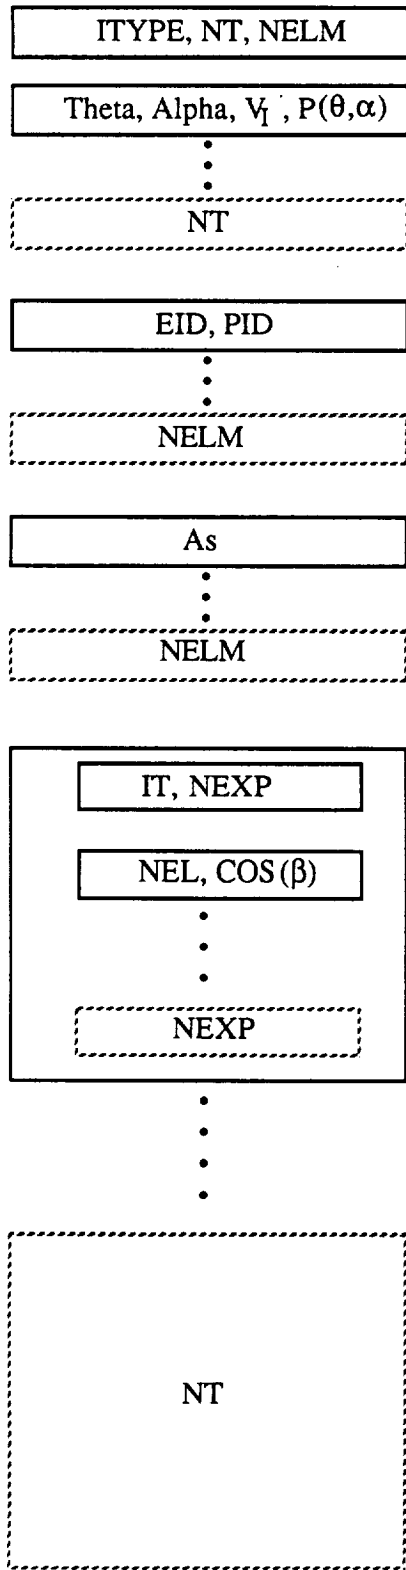 ITYPE, NT, NELM
Theta, Alpha, V_I, P(θ,α)
NT
EID, PID
NELM
As
NELM
IT, NEXP
NEL, COS(β)
NEXP
NT